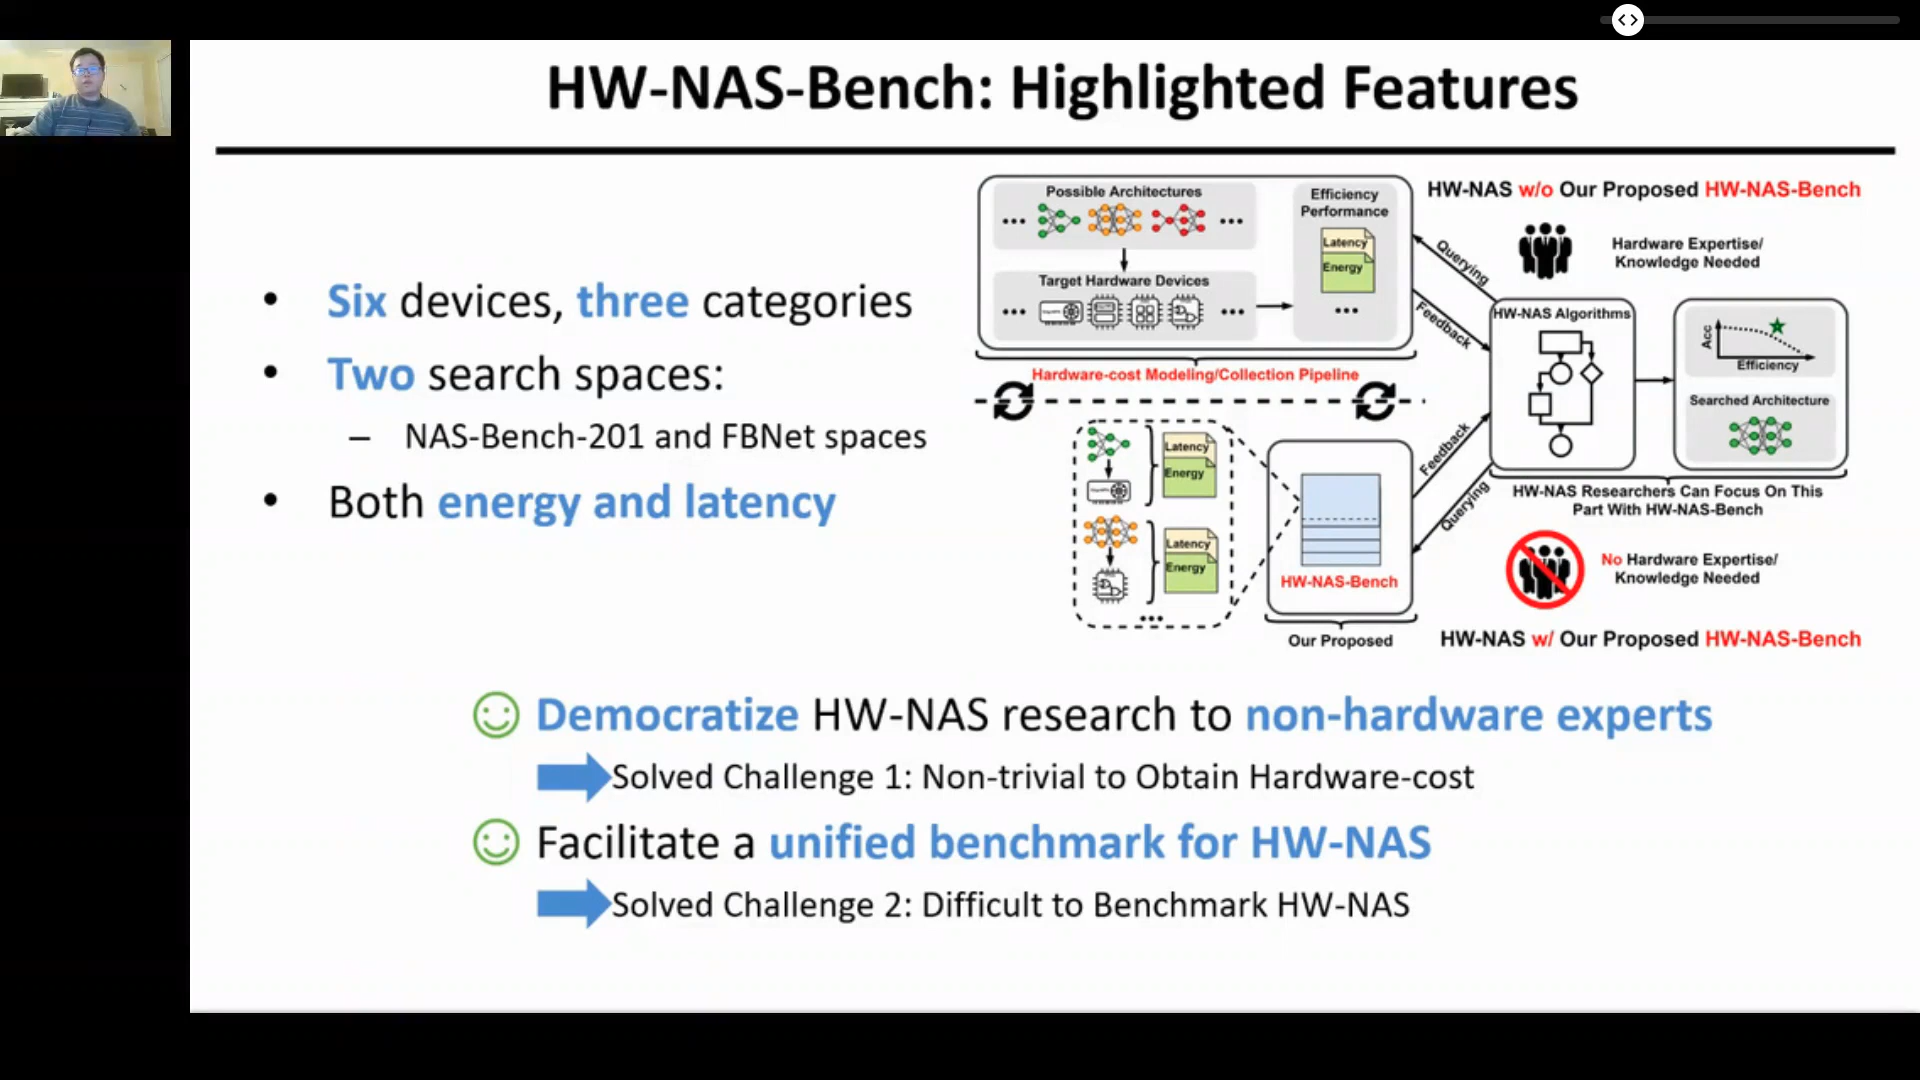 HW-NAS-Bench: Highlighted Features
• Six devices, three categories
• Two search spaces:
– NAS-Bench-201 and FBNet spaces
• Both energy and latency
Possible Architectures
Target Hardware Devices
Efficiency
Performance
Latency
Energy
Hardware-cost Modeling/Collection Pipeline
HW-NAS w/o Our Proposed HW-NAS-Bench
Hardware Expertise/
Knowledge Needed
Querying
Feedback
HW-NAS Algorithms
Acc
Efficiency
Searched Architecture
Latency
Energy
Latency
Energy
HW-NAS-Bench
Our Proposed
Feedback
Querying
HW-NAS Researchers Can Focus On This
Part With HW-NAS-Bench
No Hardware Expertise/
Knowledge Needed
HW-NAS w/ Our Proposed HW-NAS-Bench
Democratize HW-NAS research to non-hardware experts
Solved Challenge 1: Non-trivial to Obtain Hardware-cost
Facilitate a unified benchmark for HW-NAS
Solved Challenge 2: Difficult to Benchmark HW-NAS